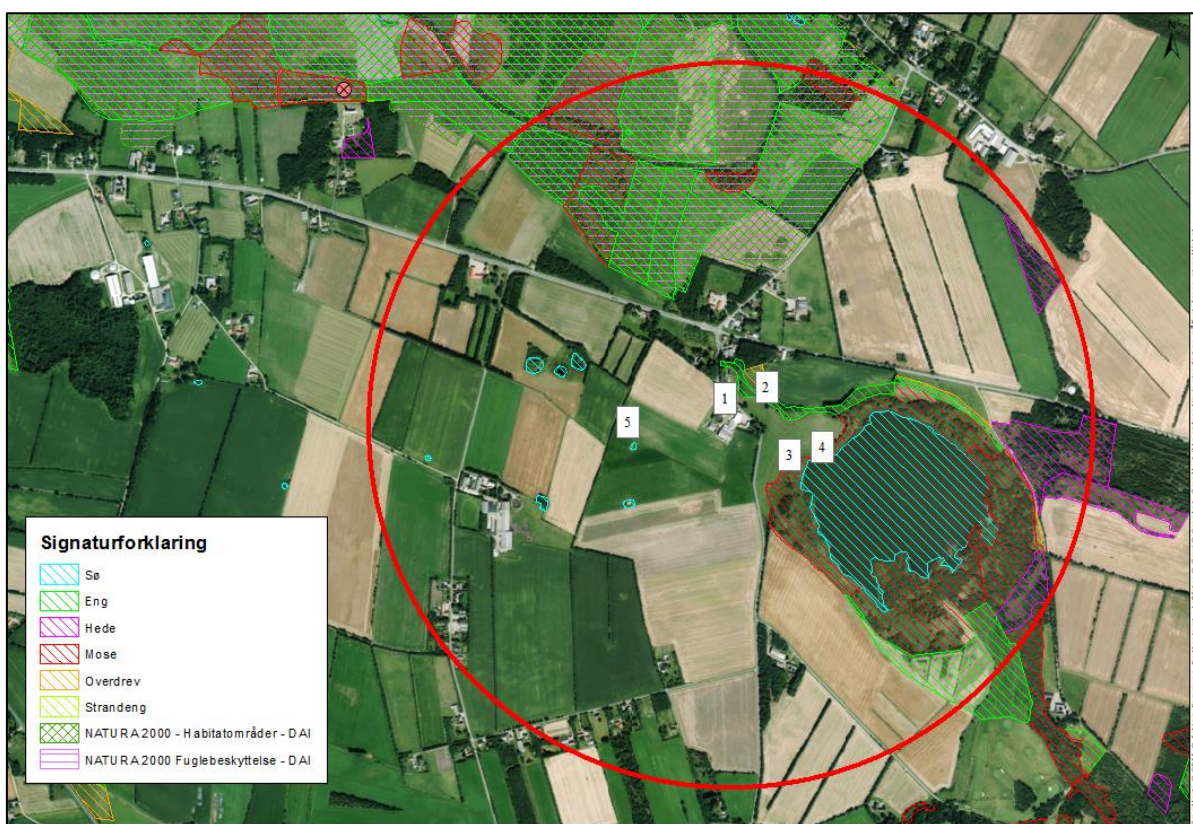 1
2
5
3
4
Signaturforklaring
Sø
Eng
Hede
Mose
Overdrev
Strandeng
NATURA 2000 - Habitatområder - DAI
NATURA 2000 Fuglebeskyttelse - DAI